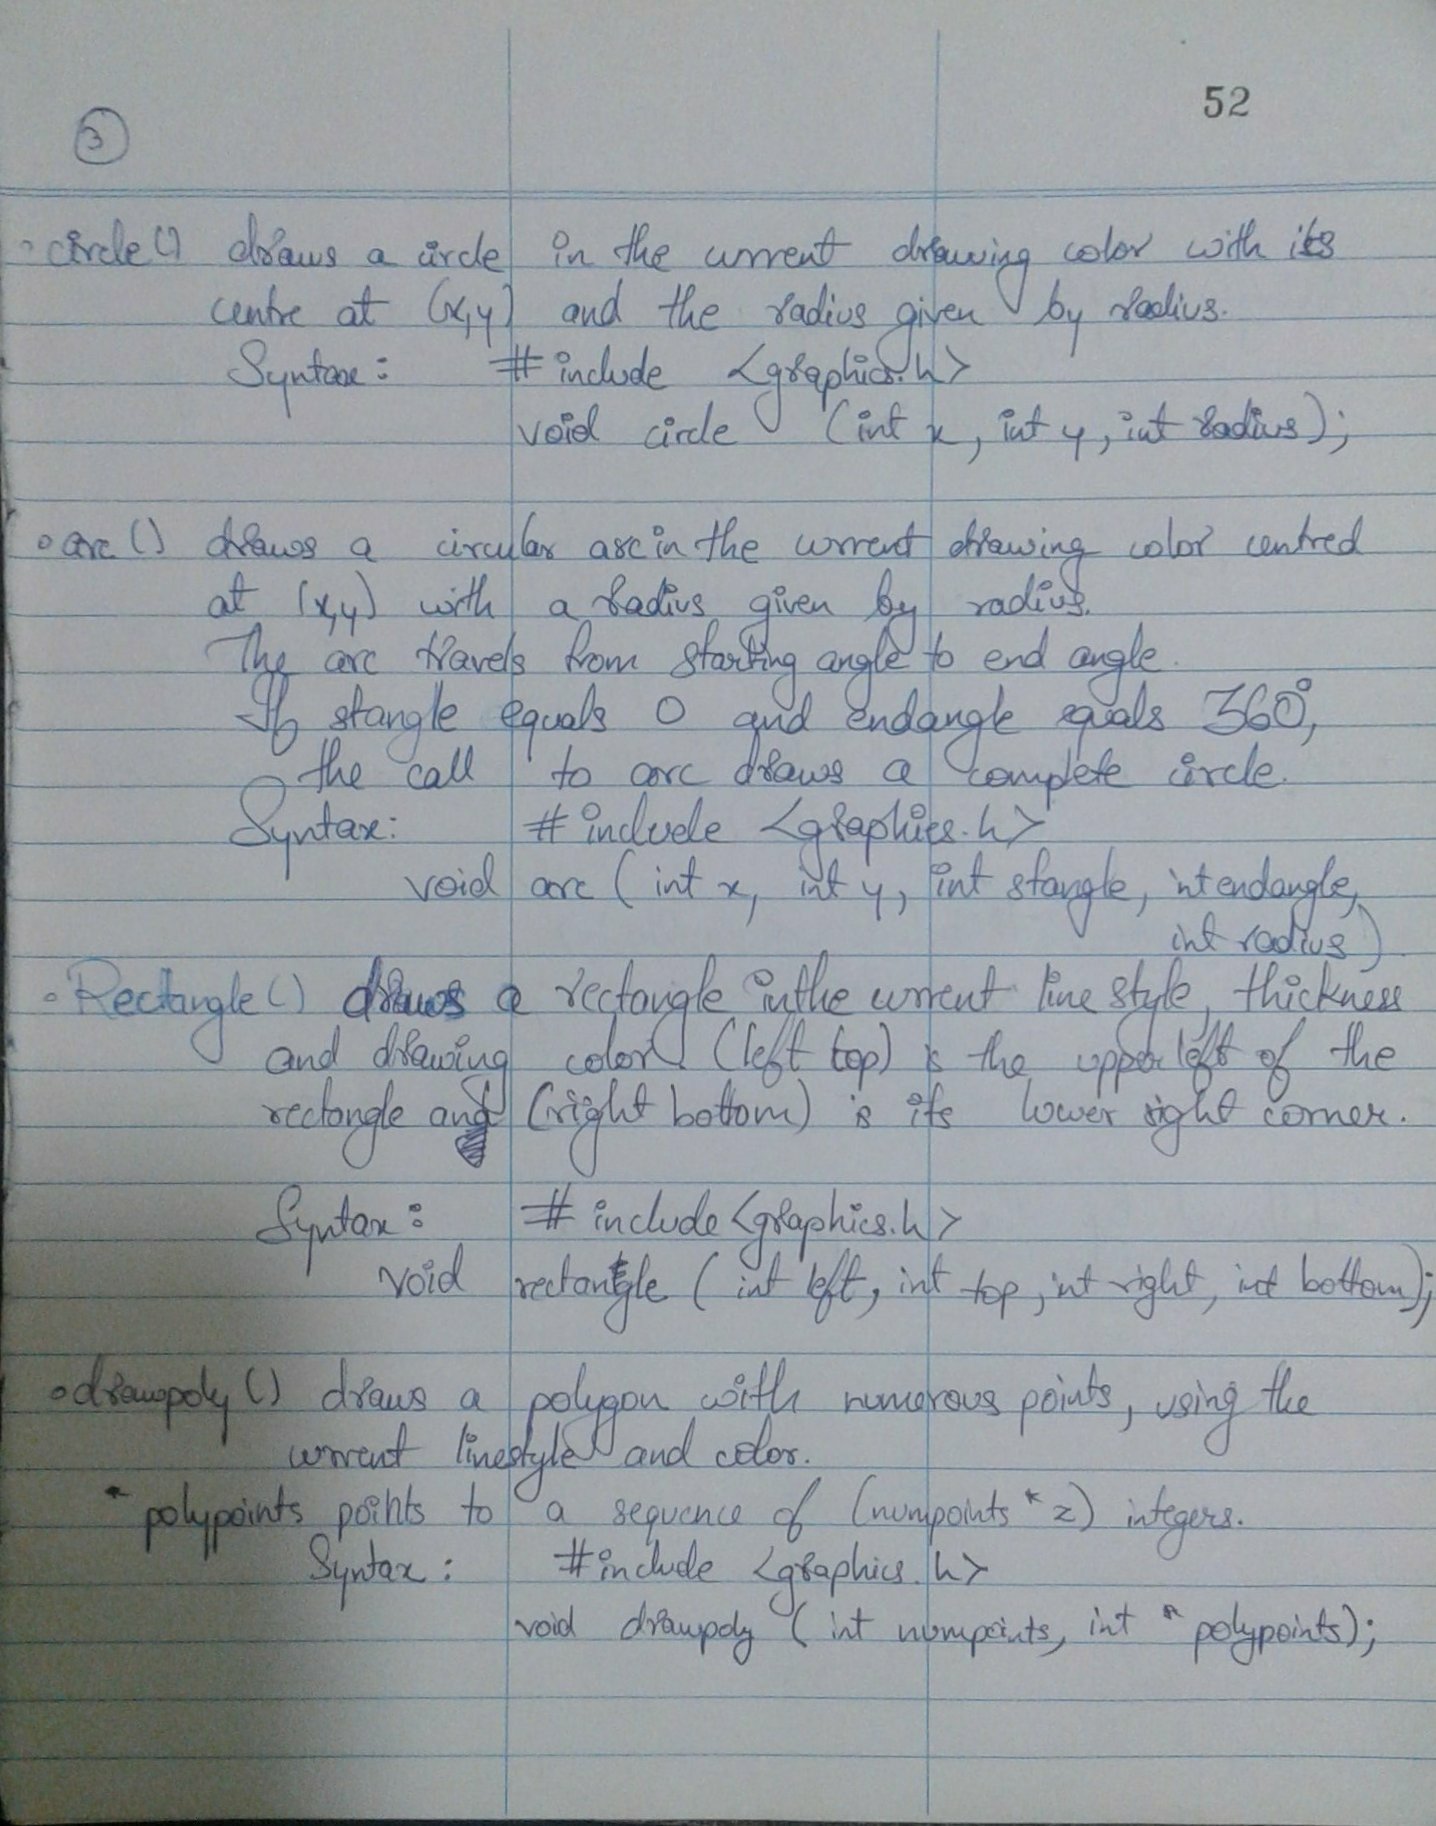 52
3
• circle() draws a circle in the current drawing color with its
centre at (x,y) and the radius given by radius.
Syntax: # include <graphics.h>
void circle (int x, int y, int radius);
• arc () draws a circular arc in the current drawing color centred
at (x,y) with a radius given by radius.
The arc travels from starting angle to end angle.
If stangle equals 0 and endangle equals 360°,
the call to arc draws a complete circle.
Syntax: # include <graphics.h>
void arc (int x, int y, int stangle, int endangle,
int radius)
• Rectangle() draws a rectangle in the current line style, thickness
and drawing color (left top) is the upper left of the
rectangle and (right bottom) is its lower right corner.
Syntax: # include <graphics.h>
void rectangle (int left, int top, int right, int bottom);
• drawpoly () draws a polygon with numerous points, using the
current linestyle and color.
* polypoints points to a sequence of (numpoints * 2) integers.
Syntax: #include <graphics.h>
void drawpoly (int numpoints, int * polypoints);